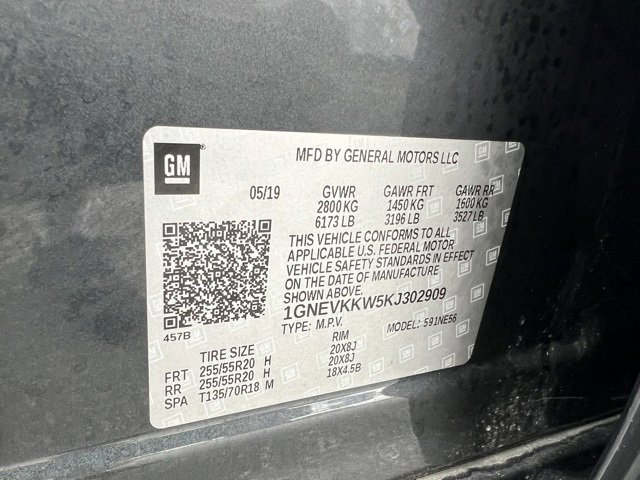 GM
MFD BY GENERAL MOTORS LLC
05/19 GVWR GAWR FRT GAWR RR
2800 KG 1450 KG 1600 KG
6173 LB 3196 LB 3527 LB
THIS VEHICLE CONFORMS TO ALL
APPLICABLE U.S. FEDERAL MOTOR
VEHICLE SAFETY STANDARDS IN EFFECT
ON THE DATE OF MANUFACTURE
SHOWN ABOVE.
1GNEVKKW5KJ302909
457B
TYPE: M.P.V. MODEL: 591NE56
TIRE SIZE RIM
FRT 255/55R20 H 20X8J
RR 255/55R20 H 20X8J
SPA T135/70R18 M 18X4.5B